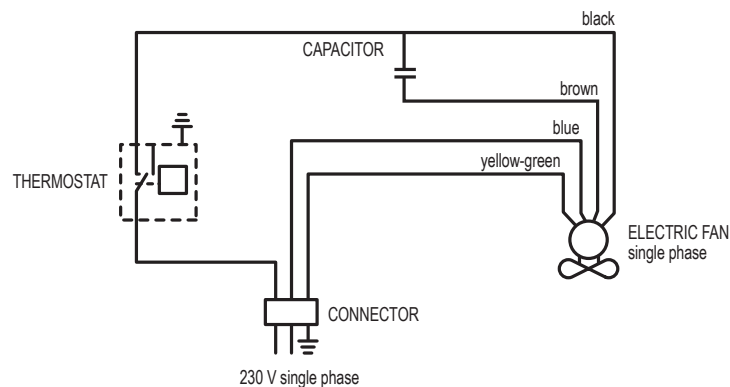 black
CAPACITOR
brown
blue
yellow-green
THERMOSTAT
ELECTRIC FAN
single phase
CONNECTOR
230 V single phase